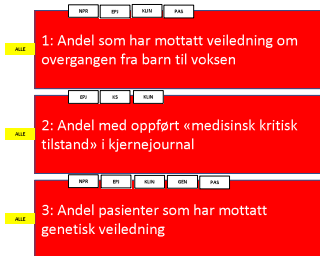 NPR EPJ KLIN PAS
ALLE
1: Andel som har mottatt veiledning om
overgangen fra barn til voksen
EPJ KS KLIN
ALLE
2: Andel med oppført «medisinsk kritisk
tilstand» i kjernejournal
NPR EPJ KLIN GEN PAS
ALLE
3: Andel pasienter som har mottatt
genetisk veiledning